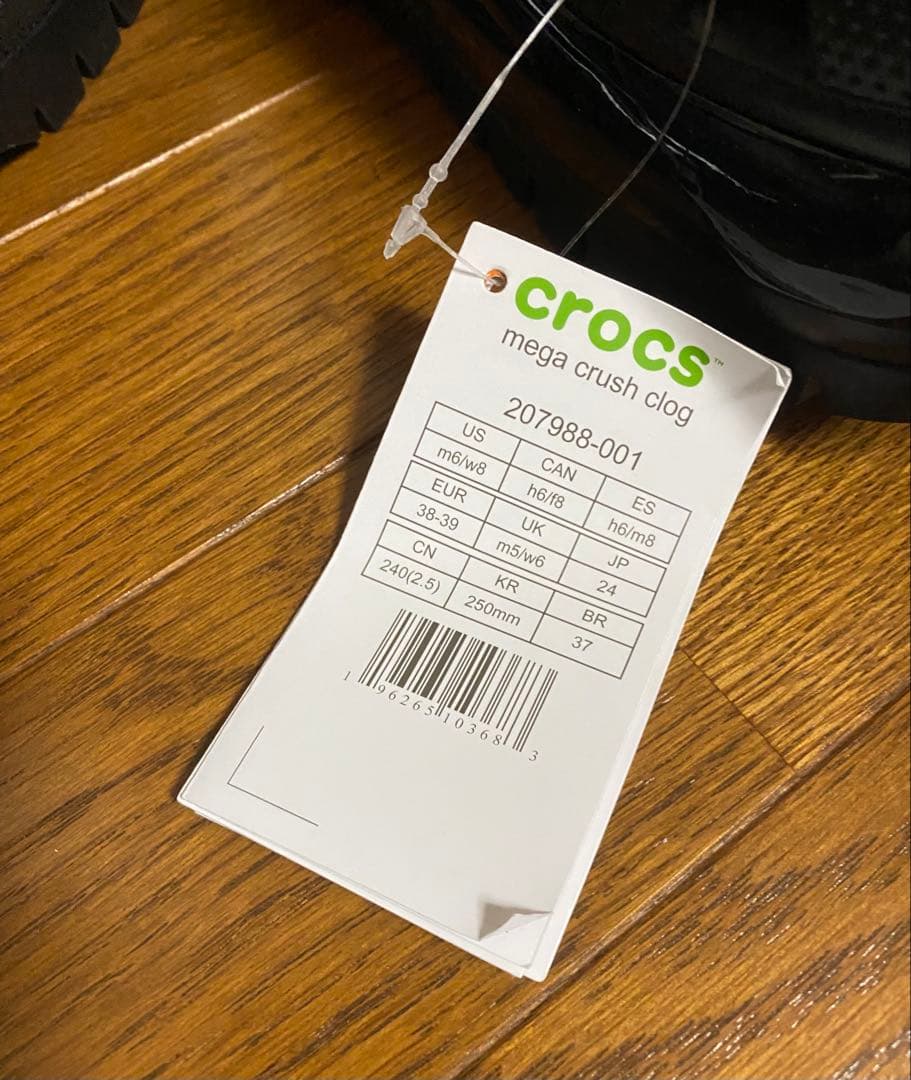 crocs™
mega crush clog
207988-001
US CAN ES
m6/w8 h6/f8 h6/m8
EUR UK JP
38-39 m5/w6 24
CN KR BR
240(2.5) 250mm 37
1 96265 10368 3